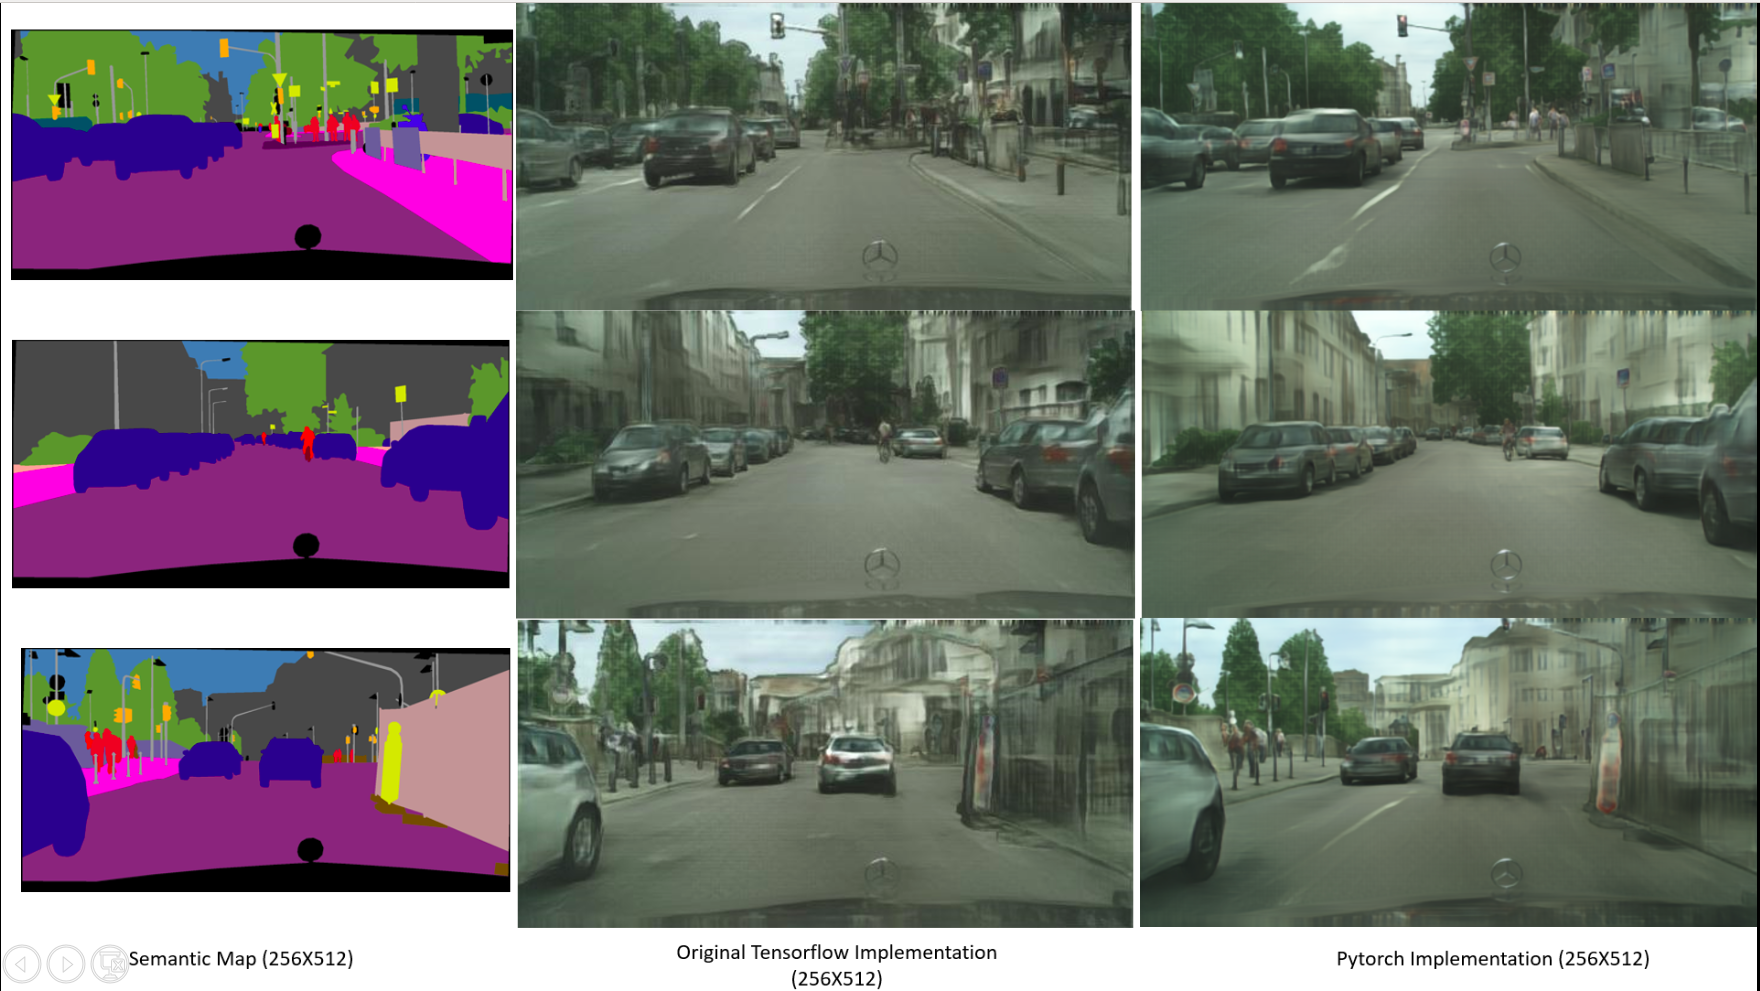 Semantic Map (256X512)
Original Tensorflow Implementation
(256X512)
Pytorch Implementation (256X512)